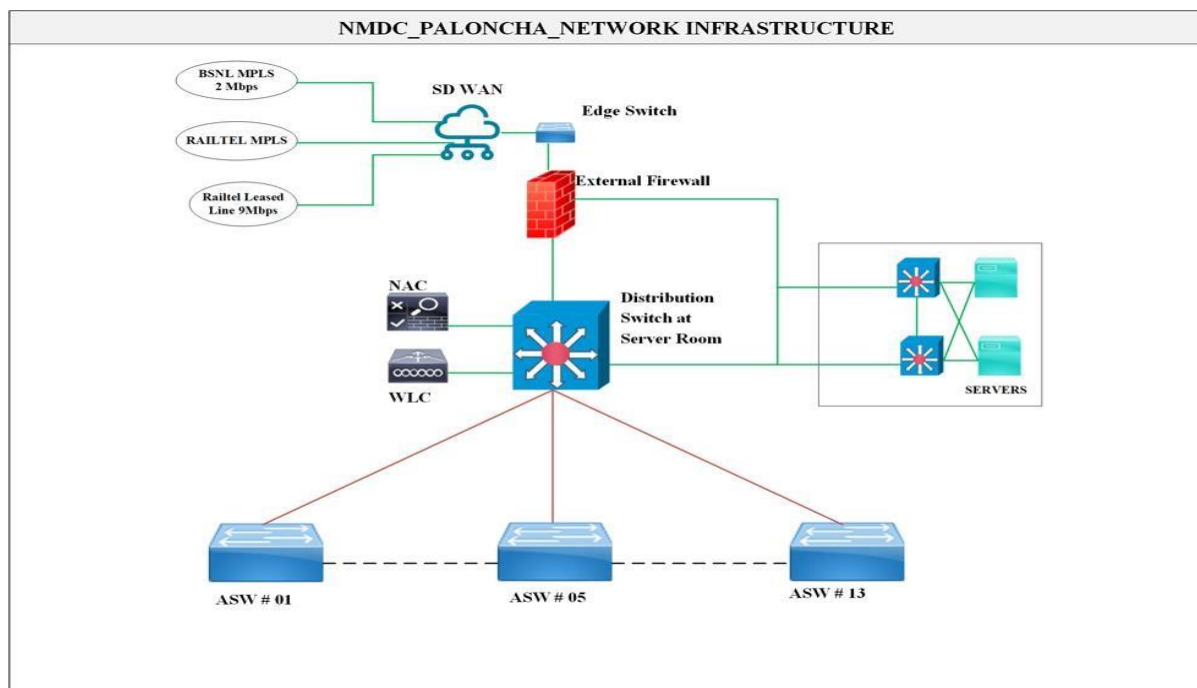 NMDC_PALONCHA_NETWORK INFRASTRUCTURE
BSNL MPLS
2 Mbps
SD WAN
Edge Switch
RAILTEL MPLS
External Firewall
Railtel Leased
Line 9Mbps
NAC
Distribution
Switch at
Server Room
WLC
SERVERS
ASW # 01
ASW # 05
ASW # 13